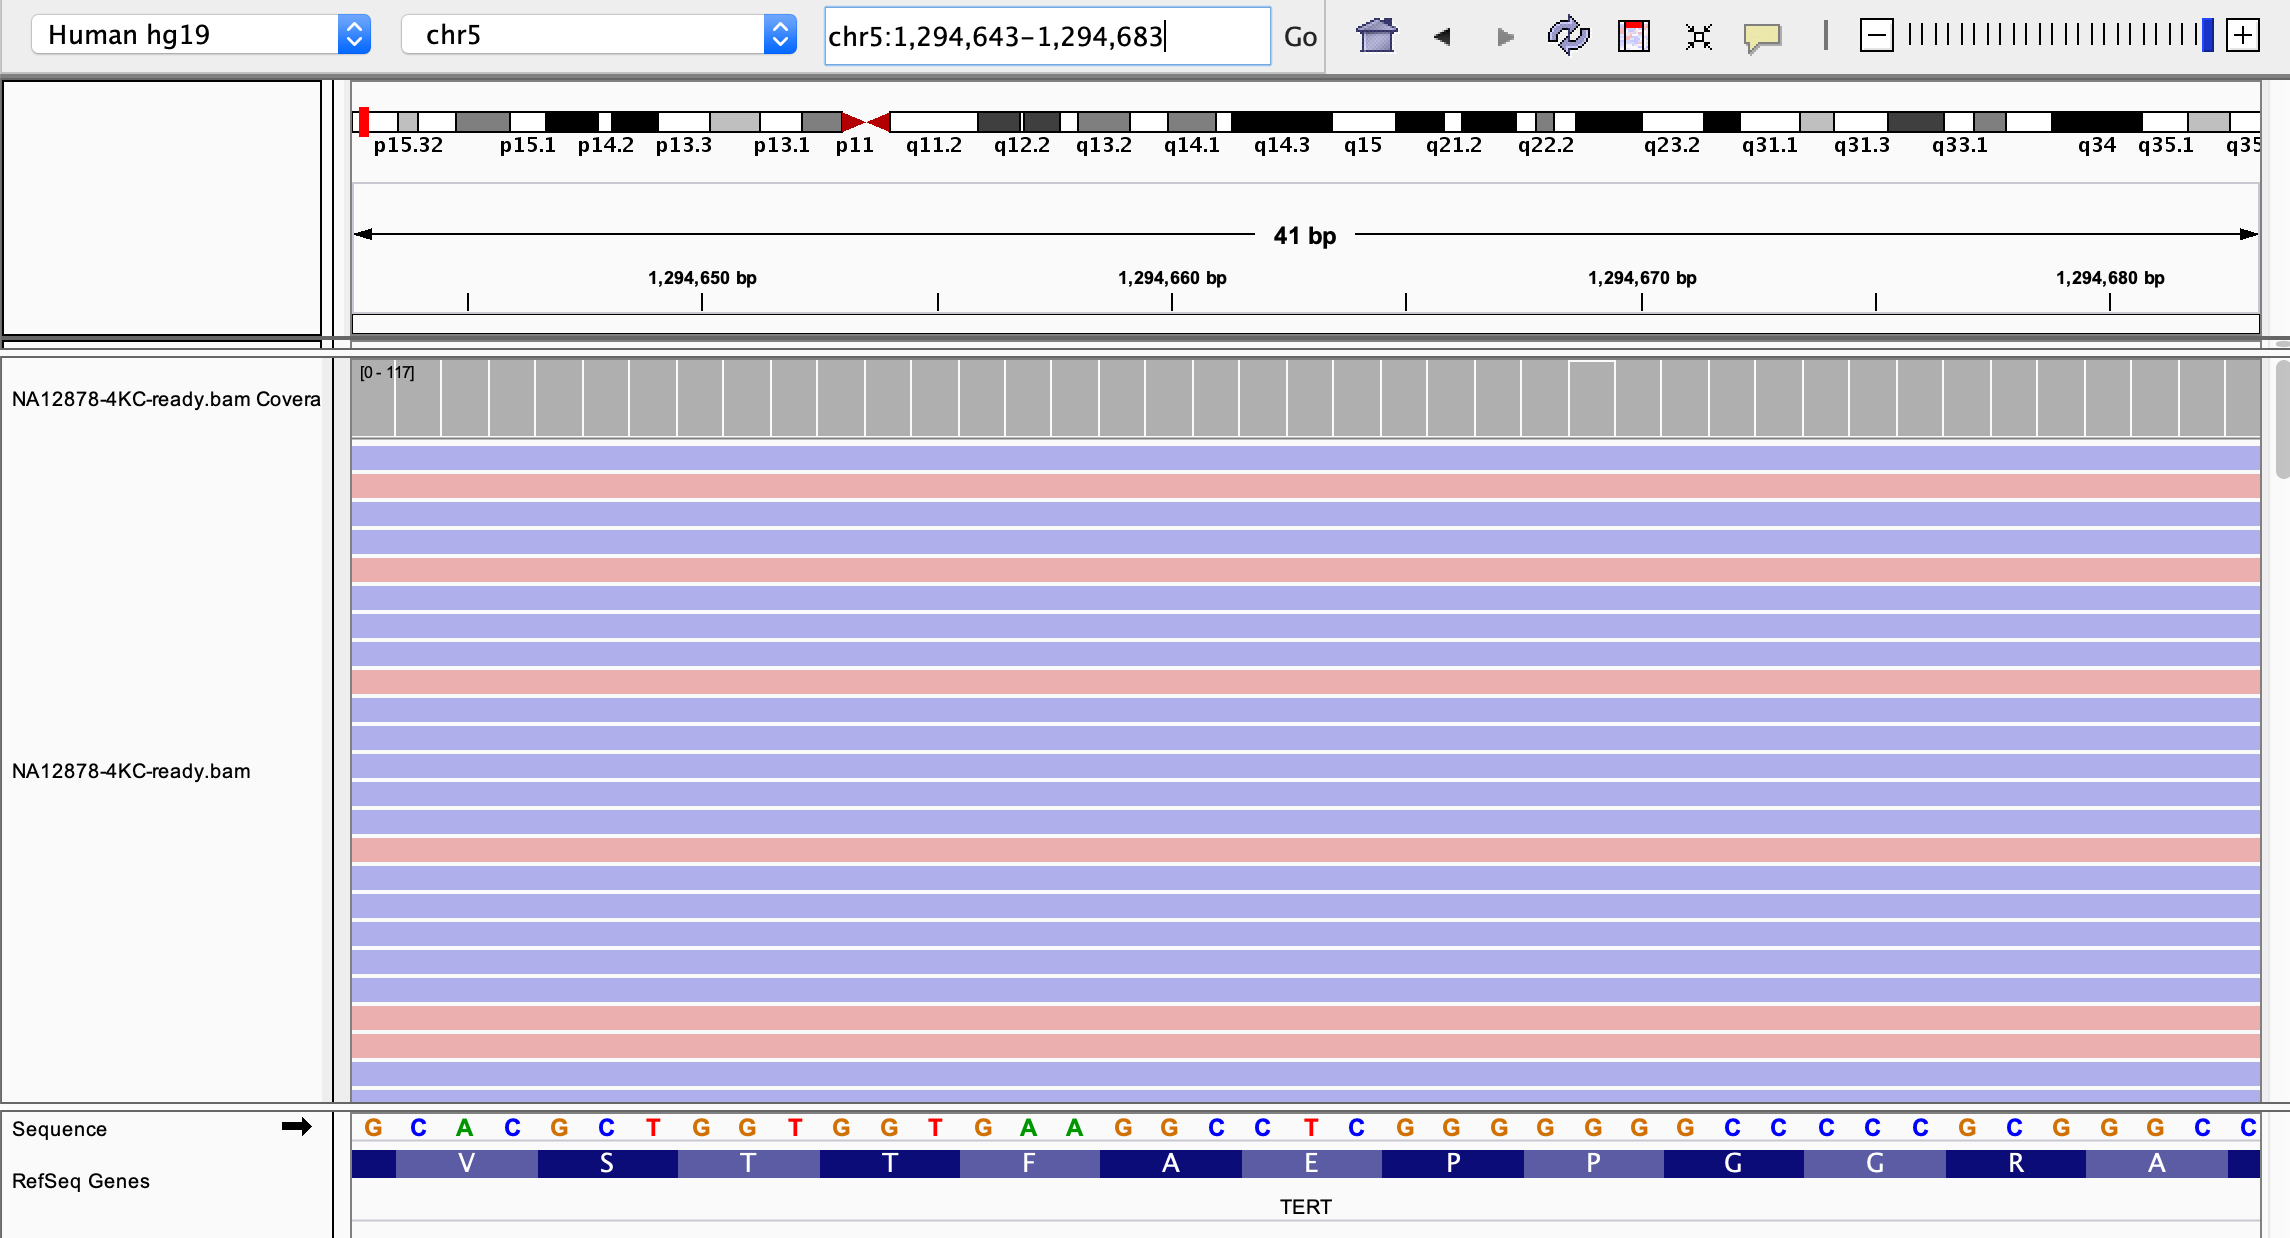 Human hg19 chr5 chr5:1,294,643-1,294,683 Go
p15.32 p15.1 p14.2 p13.3 p13.1 p11 q11.2 q12.2 q13.2 q14.1 q14.3 q15 q21.2 q22.2 q23.2 q31.1 q31.3 q33.1 q34 q35.1 q35
41 bp
1,294,650 bp 1,294,660 bp 1,294,670 bp 1,294,680 bp
[0 - 117]
NA12878-4KC-ready.bam Covera
NA12878-4KC-ready.bam
Sequence G C A C G C T G G T G G T G A A G G C C T C G G G G G G G C C C C C G C G G G C C
V S T T F A E P P G G R A
RefSeq Genes
TERT